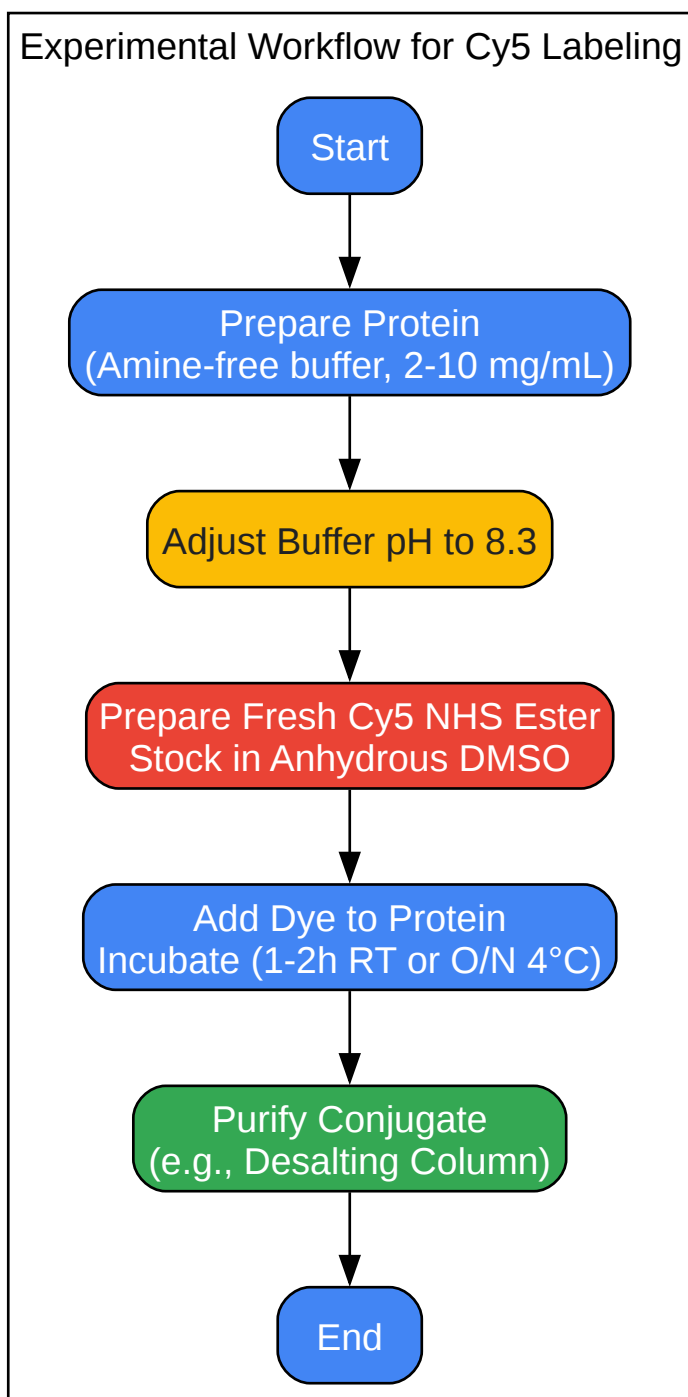 Experimental Workflow for Cy5 Labeling
Start
Prepare Protein
(Amine-free buffer, 2-10 mg/mL)
Adjust Buffer pH to 8.3
Prepare Fresh Cy5 NHS Ester
Stock in Anhydrous DMSO
Add Dye to Protein
Incubate (1-2h RT or O/N 4°C)
Purify Conjugate
(e.g., Desalting Column)
End